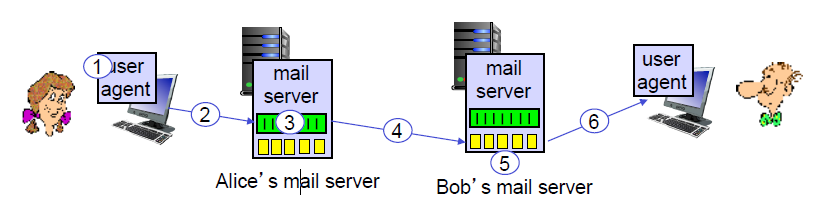 1
user
agent
2
mail
server
3
Alice's mail server
4
mail
server
5
Bob's mail server
6
user
agent